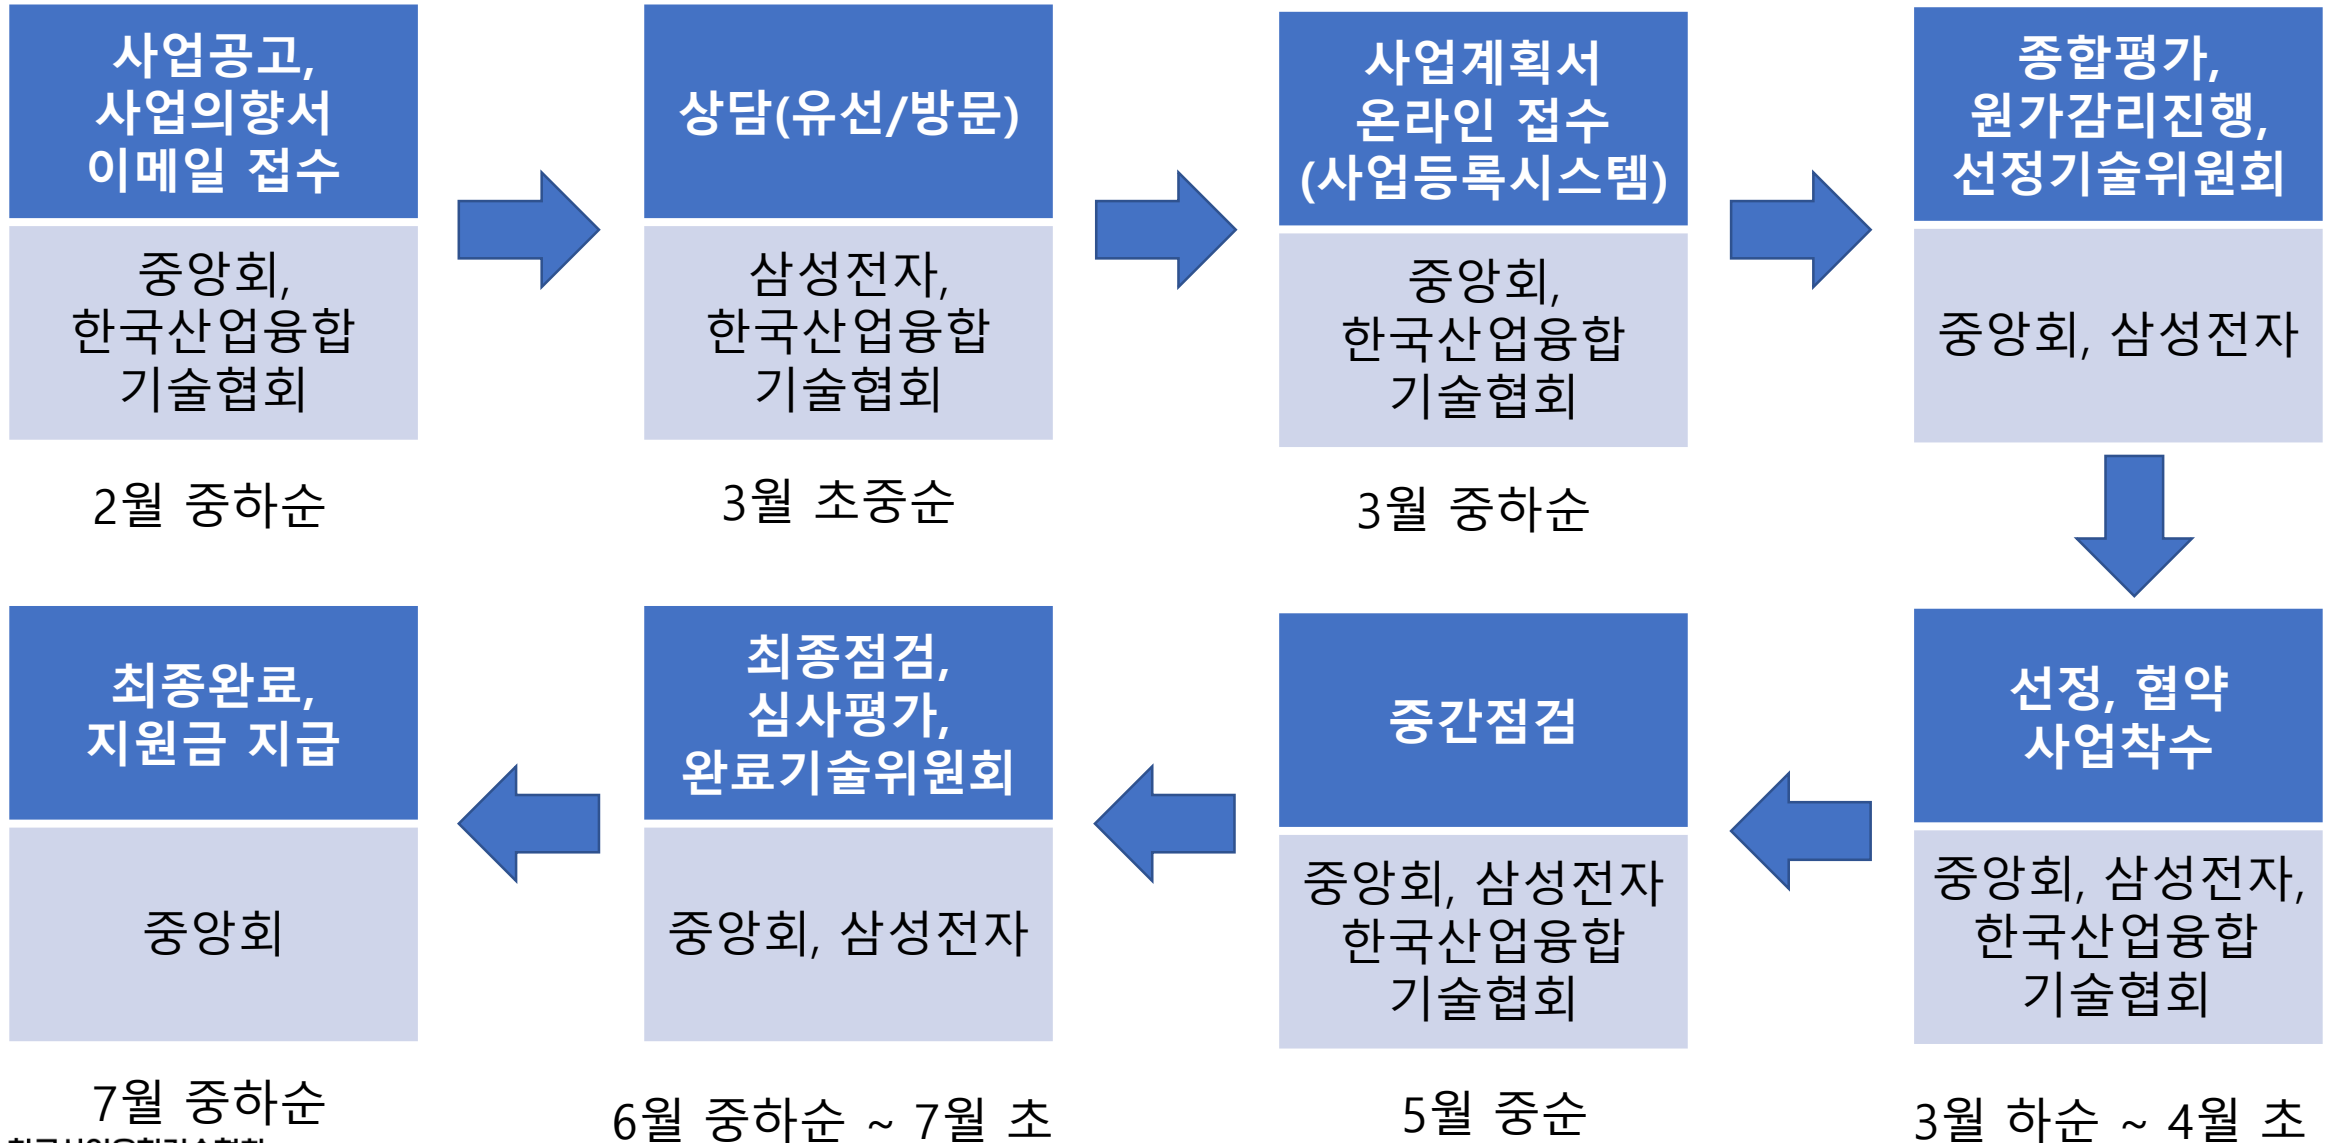 사업공고,
사업의향서
이메일 접수
중앙회,
한국산업융합
기술협회
2월 중하순
상담(유선/방문)
삼성전자,
한국산업융합
기술협회
3월 초중순
사업계획서
온라인 접수
(사업등록시스템)
중앙회,
한국산업융합
기술협회
3월 중하순
종합평가,
원가감리진행,
선정기술위원회
중앙회, 삼성전자
선정, 협약
사업착수
중앙회, 삼성전자,
한국산업융합
기술협회
3월 하순 ~ 4월 초
중간점검
중앙회, 삼성전자
한국산업융합
기술협회
5월 중순
최종점검,
심사평가,
완료기술위원회
중앙회, 삼성전자
6월 중하순 ~ 7월 초
최종완료,
지원금 지급
중앙회
7월 중하순